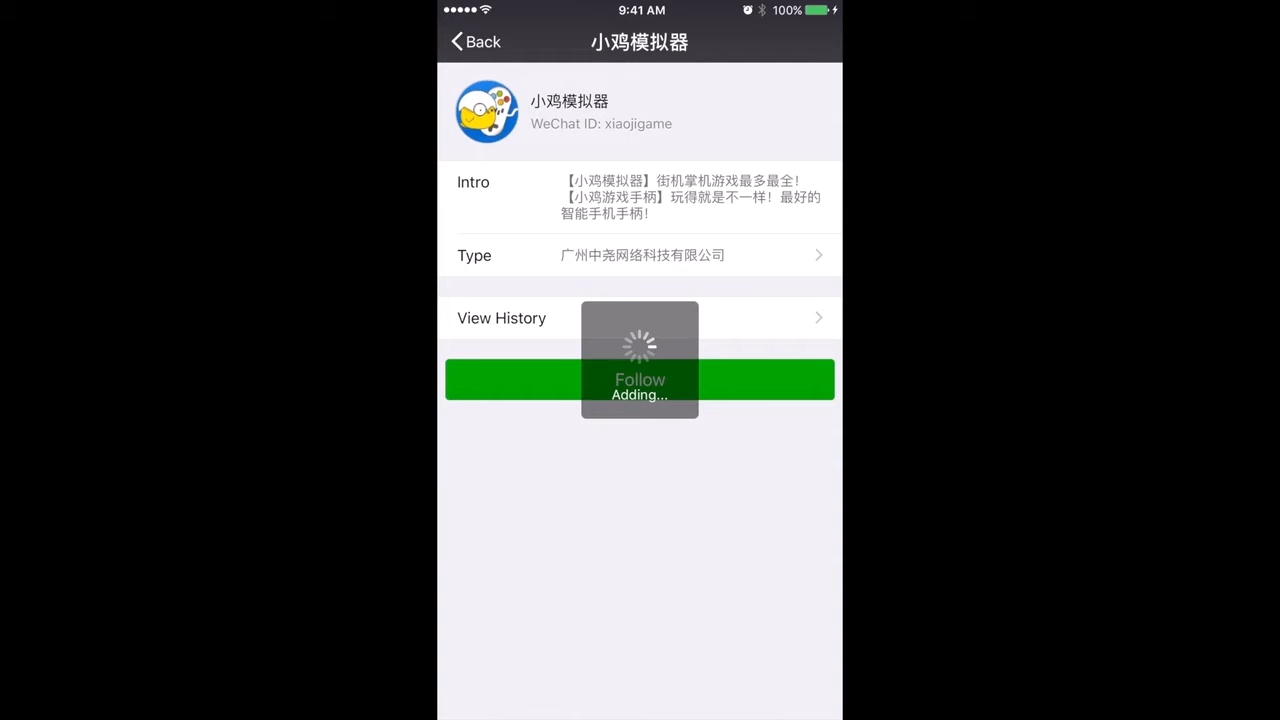 9:41 AM
100%
Back
小鸡模拟器
小鸡模拟器
WeChat ID: xiaojigame
Intro
【小鸡模拟器】街机掌机游戏最多最全!
【小鸡游戏手柄】玩得就是不一样! 最好的
智能手机手柄!
Type
广州中尧网络科技有限公司
View History
Follow
Adding...